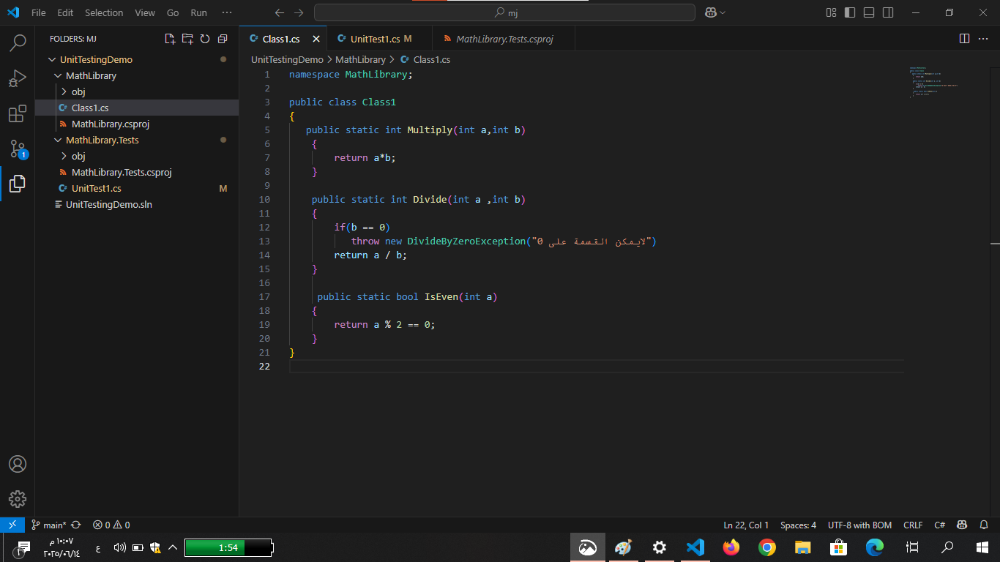 File Edit Selection View Go Run ··· mj
FOLDERS: MJ
UnitTestingDemo
MathLibrary
obj
Class1.cs
MathLibrary.csproj
MathLibrary.Tests
obj
MathLibrary.Tests.csproj
UnitTest1.cs M
UnitTestingDemo.sln
Class1.cs UnitTest1.cs M MathLibrary.Tests.csproj
UnitTestingDemo > MathLibrary > Class1.cs
1 namespace MathLibrary;
2
3 public class Class1
4 {
5 public static int Multiply(int a,int b)
6 {
7 return a*b;
8 }
9
10 public static int Divide(int a ,int b)
11 {
12 if(b == 0)
13 throw new DivideByZeroException("لايمكن القسمة على 0")
14 return a / b;
15 }
16
17 public static bool IsEven(int a)
18 {
19 return a % 2 == 0;
20 }
21 }
22
main* 0 0 Ln 22, Col 1 Spaces: 4 UTF-8 with BOM CRLF C#
1
١
١٠:٠٧ م
٢٠٢٥/٠٦/١٤
ع
1:54